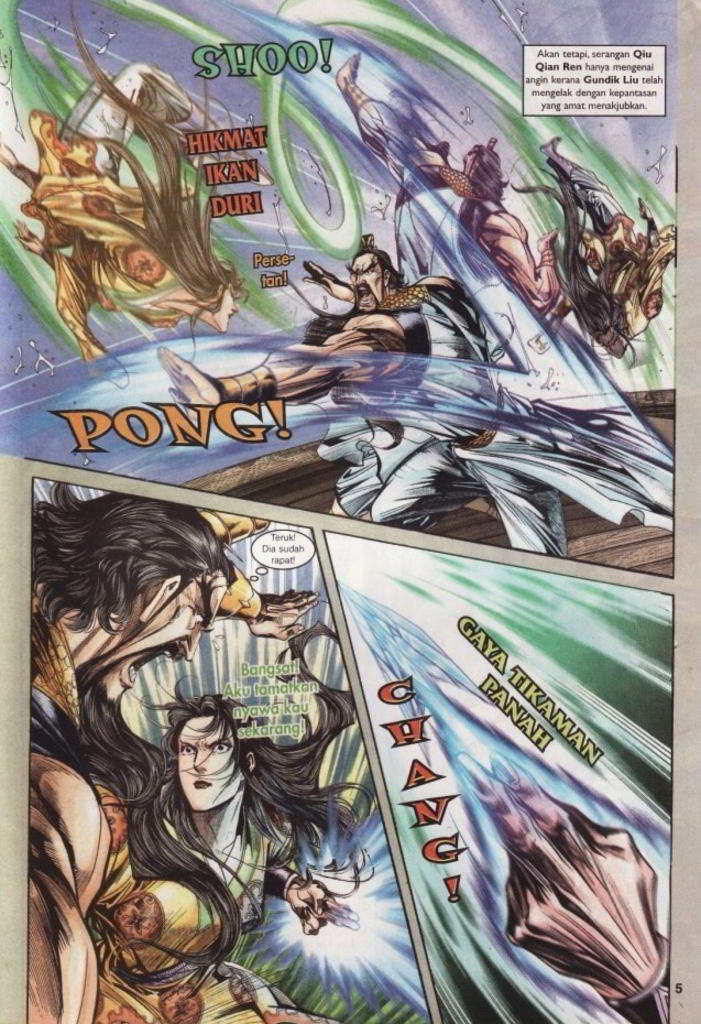 SHOO!
Akan tetapi, serangan Qiu
Qian Ren hanya mengenai
angin kerana Gundik Liu telah
mengelak dengan kepantasan
yang amat menakjubkan.
HIKMAT
IKAN
DURI
Perse-
tan!
PONG!
Teruk!
Dia sudah
rapat!
Bangsat!
Aku tamatkan
nyawa kau
sekarang!
GAYA TIKAMAN
PANAH
CHANG!
5